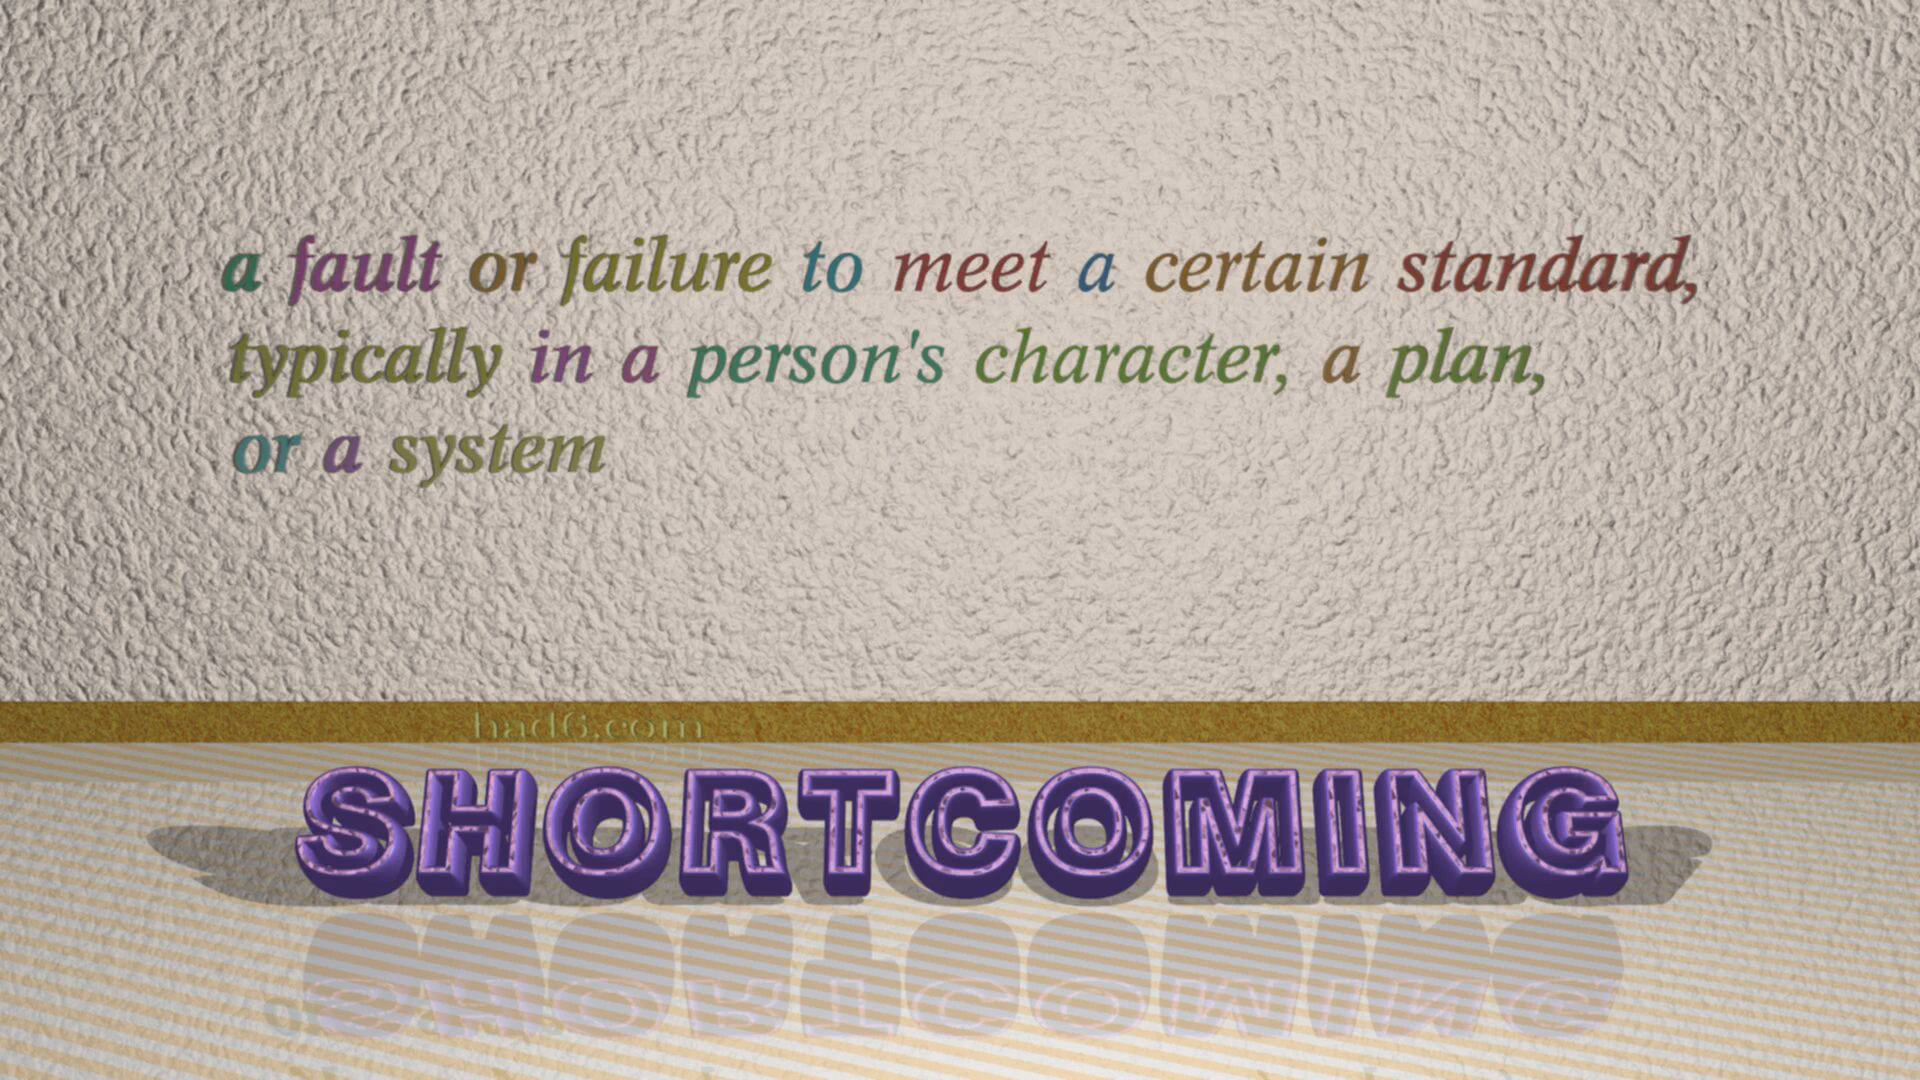 a fault or failure to meet a certain standard,
typically in a person's character, a plan,
or a system
had6.com
SHORTCOMING